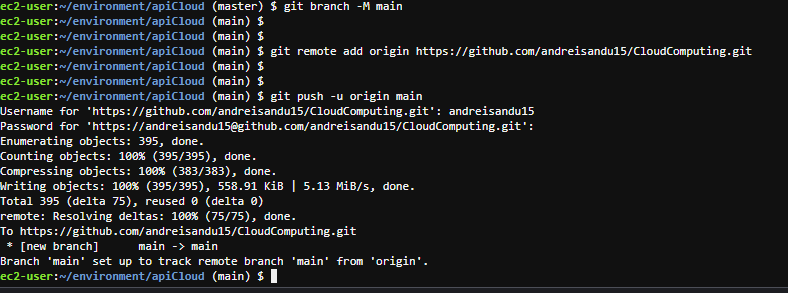 ec2-user:~/environment/apiCloud (master) $ git branch -M main
ec2-user:~/environment/apiCloud (main) $
ec2-user:~/environment/apiCloud (main) $
ec2-user:~/environment/apiCloud (main) $ git remote add origin https://github.com/andreisandu15/CloudComputing.git
ec2-user:~/environment/apiCloud (main) $
ec2-user:~/environment/apiCloud (main) $
ec2-user:~/environment/apiCloud (main) $ git push -u origin main
Username for 'https://github.com/andreisandu15/CloudComputing.git': andreisandu15
Password for 'https://andreisandu15@github.com/andreisandu15/CloudComputing.git':
Enumerating objects: 395, done.
Counting objects: 100% (395/395), done.
Compressing objects: 100% (383/383), done.
Writing objects: 100% (395/395), 558.91 KiB | 5.13 MiB/s, done.
Total 395 (delta 75), reused 0 (delta 0)
remote: Resolving deltas: 100% (75/75), done.
To https://github.com/andreisandu15/CloudComputing.git
 * [new branch]      main -> main
Branch 'main' set up to track remote branch 'main' from 'origin'.
ec2-user:~/environment/apiCloud (main) $